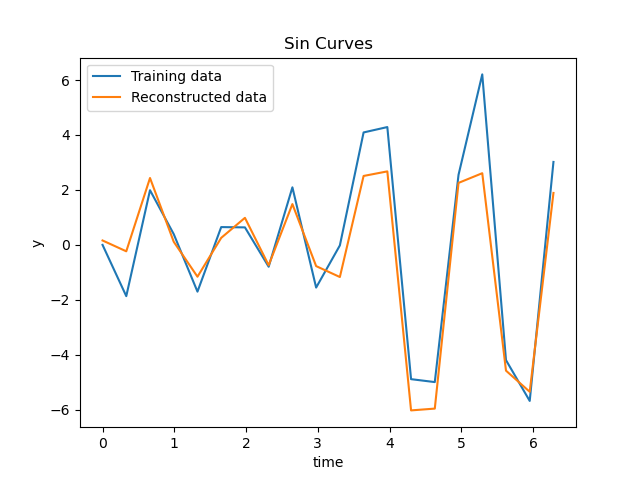 Sin Curves
Training data
Reconstructed data
6
4
2
0
−2
−4
−6
y
0 1 2 3 4 5 6
time